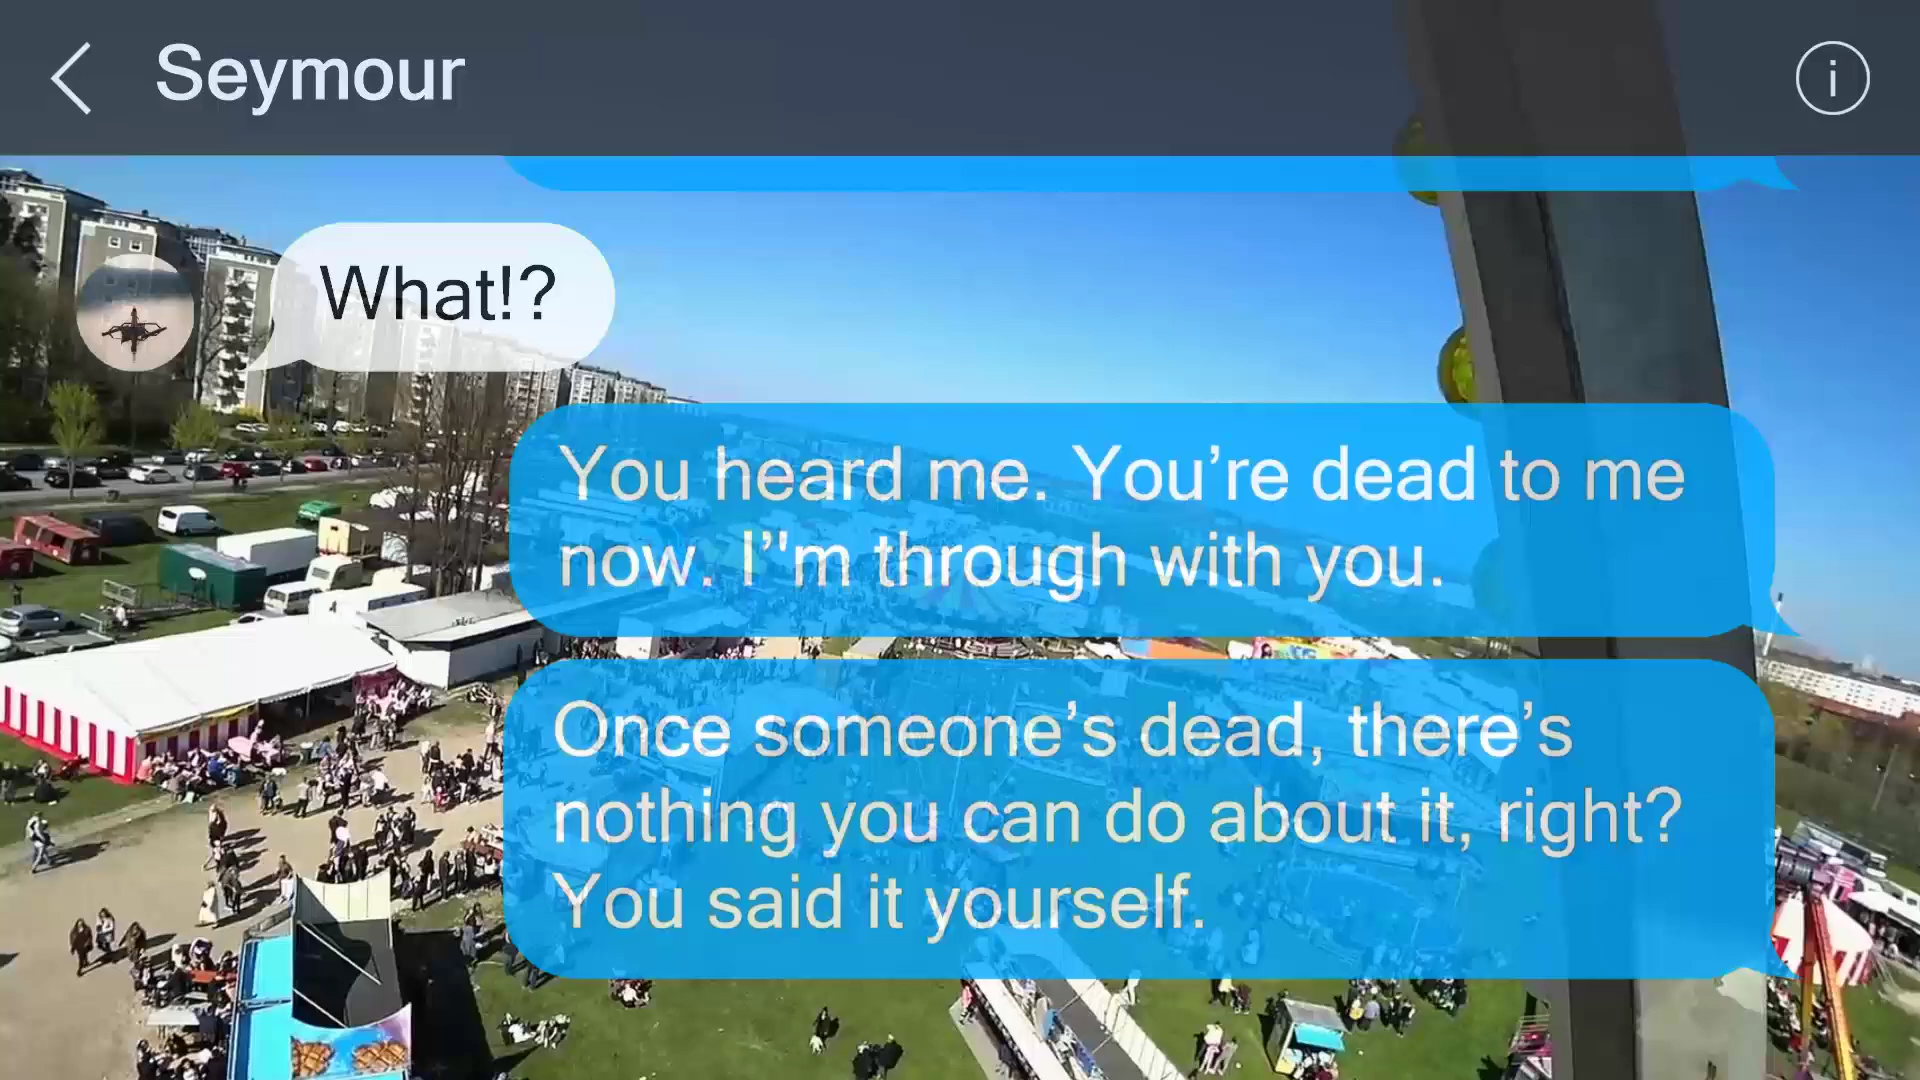 Seymour
What!?
You heard me. You’re dead to me
now. I”m through with you.
Once someone’s dead, there’s
nothing you can do about it, right?
You said it yourself.